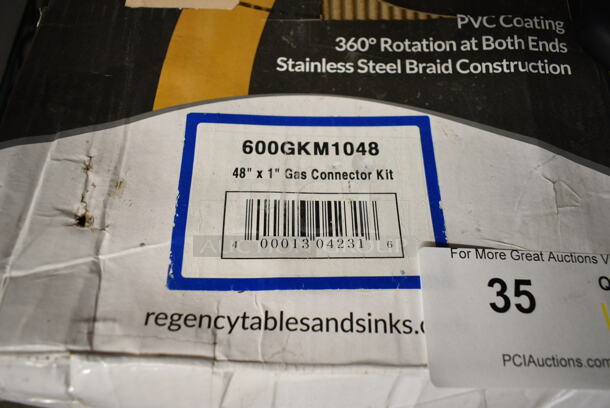 PVC Coating
360° Rotation at Both Ends
Stainless Steel Braid Construction
600GKM1048
48" x 1" Gas Connector Kit
4 00013 04231 6
regencytablesandsinks.
For More Great Auctions V
35
Q
PCIAuctions.com